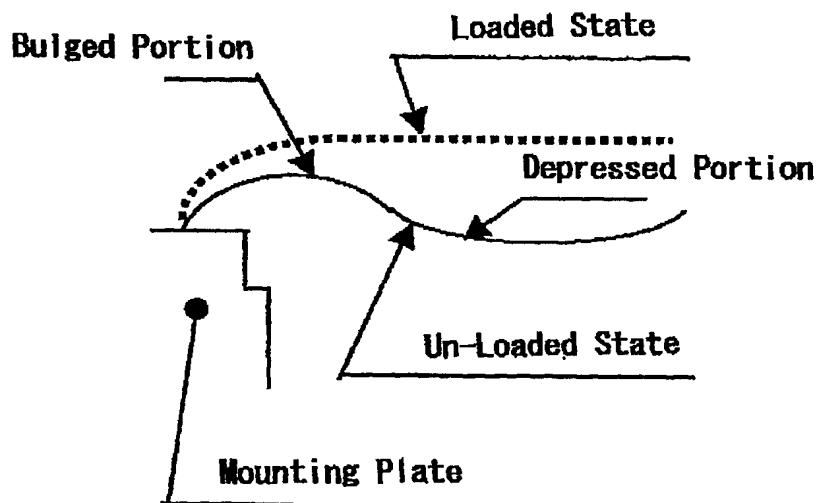 Loaded State
Bulged Portion
Depressed Portion
Un-Loaded State
Mounting Plate